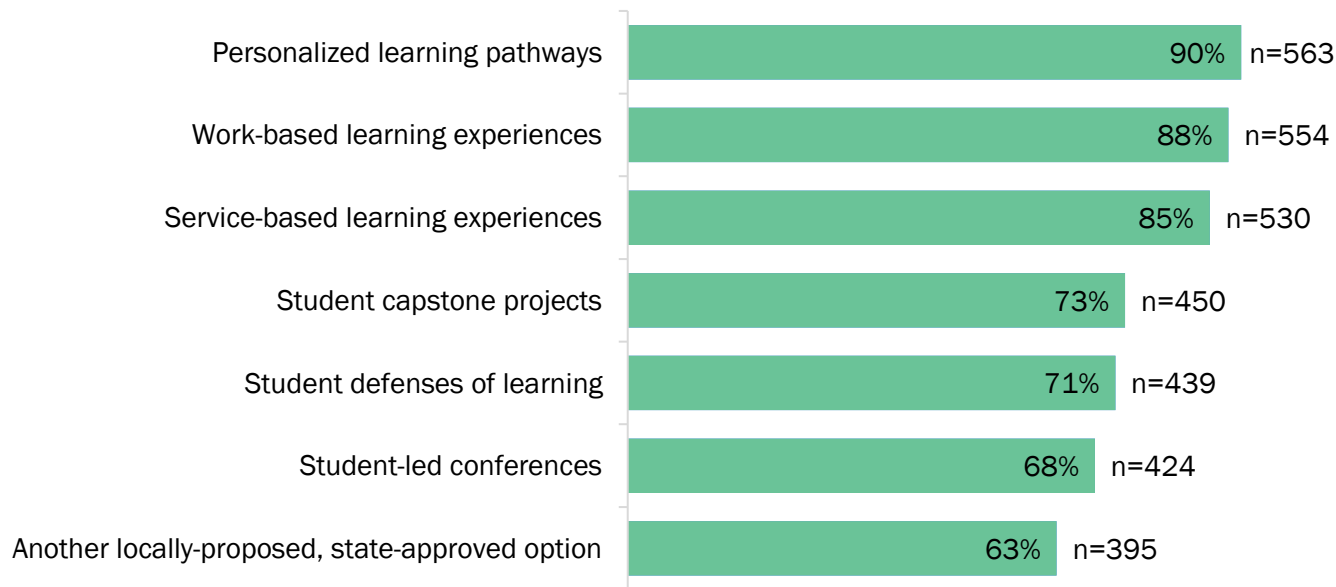 Personalized learning pathways 90% n=563
Work-based learning experiences 88% n=554
Service-based learning experiences 85% n=530
Student capstone projects 73% n=450
Student defenses of learning 71% n=439
Student-led conferences 68% n=424
Another locally-proposed, state-approved option 63% n=395